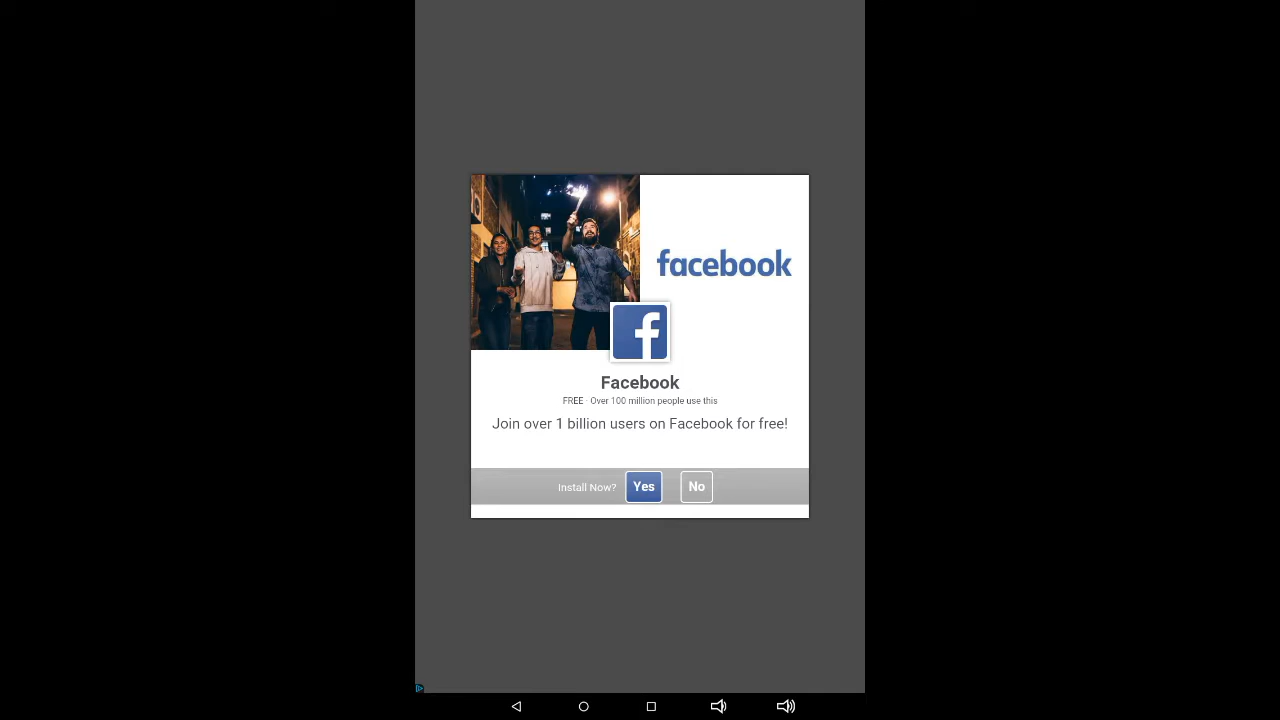 facebook
f
Facebook
FREE · Over 100 million people use this
Join over 1 billion users on Facebook for free!
Install Now? Yes No